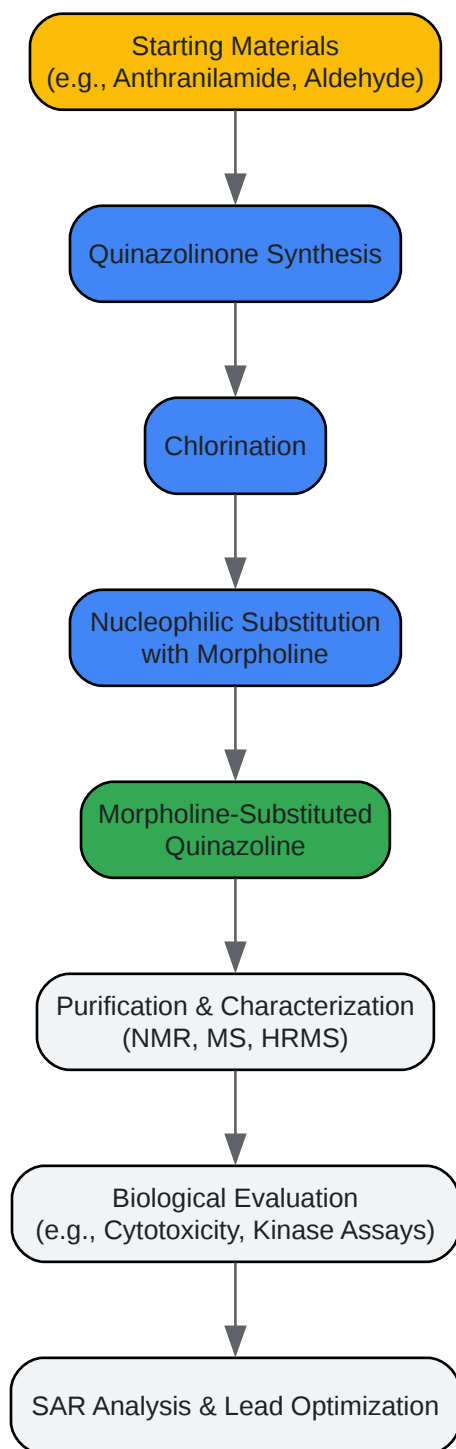 Starting Materials
(e.g., Anthranilamide, Aldehyde)
Quinazolinone Synthesis
Chlorination
Nucleophilic Substitution
with Morpholine
Morpholine-Substituted
Quinazoline
Purification & Characterization
(NMR, MS, HRMS)
Biological Evaluation
(e.g., Cytotoxicity, Kinase Assays)
SAR Analysis & Lead Optimization